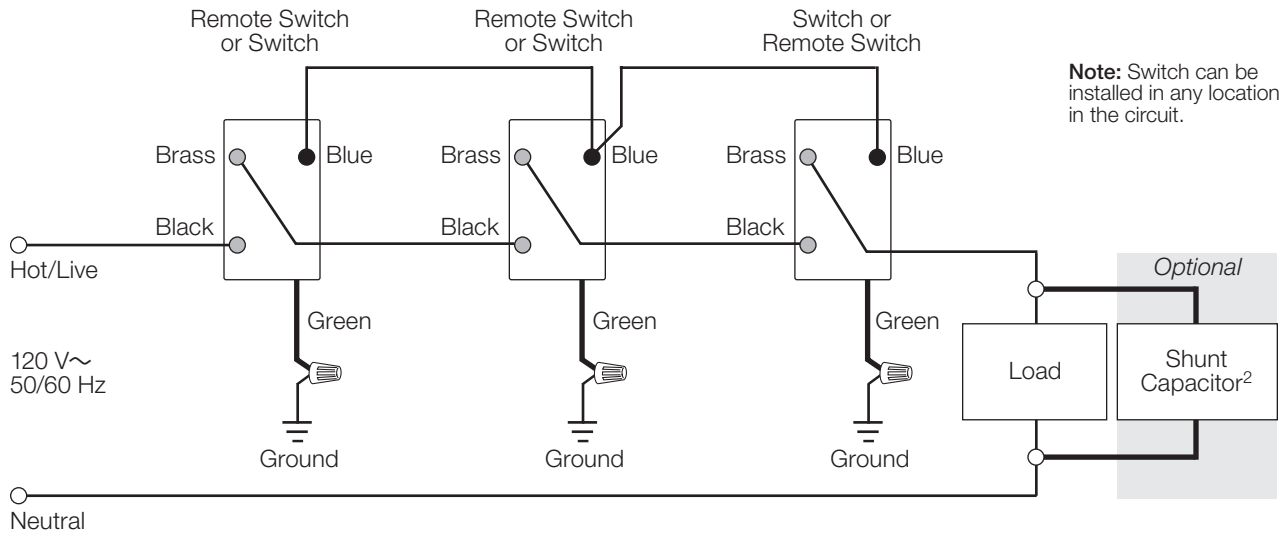 Remote Switch
or Switch
Remote Switch
or Switch
Switch or
Remote Switch
Note: Switch can be
installed in any location
in the circuit.
Brass
Blue
Brass
Blue
Brass
Blue
Black
Black
Black
Hot/Live
Optional
Green
Green
Green
120 V~
50/60 Hz
Load
Shunt
Capacitor²
Ground
Ground
Ground
Neutral